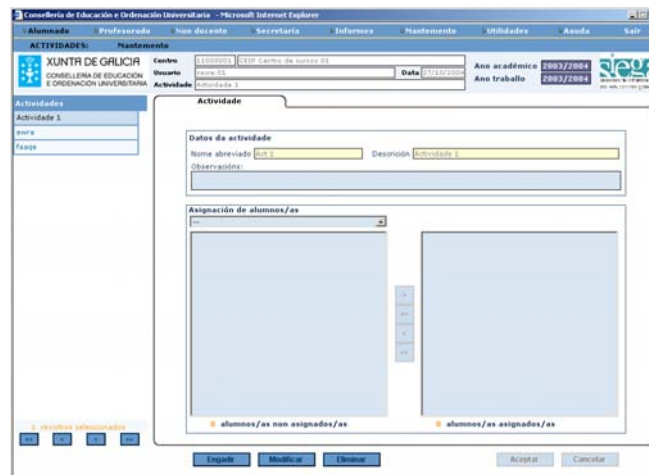 Consellería de Educación e Ordenación Universitaria - Microsoft Internet Explorer
Alumnado Profesorado Non docente Secretaría Informes Mantemento Utilidades Axuda Sair
ACTIVIDADES: Mantemento
XUNTA DE GALICIA
CONSELLERÍA DE EDUCACIÓN
E ORDENACIÓN UNIVERSITARIA
Centro 11000001 CEIP Centro de cursos 01
Usuario Data 27/10/2004
Actividade Actividade 1
Ano académico 2003/2004
Ano traballo 2003/2004
Actividades
Actividade 1
Actividade
Datos da actividade
Nome abreviado Act 1 Descrición Actividade 1
Observacións:
Asignación de alumnos/as
--
>
<
alumnos/as non asignados/as alumnos/as asignados/as
rexistros seleccionados
<< < > >>
Engadir Modificar Eliminar Aceptar Cancelar